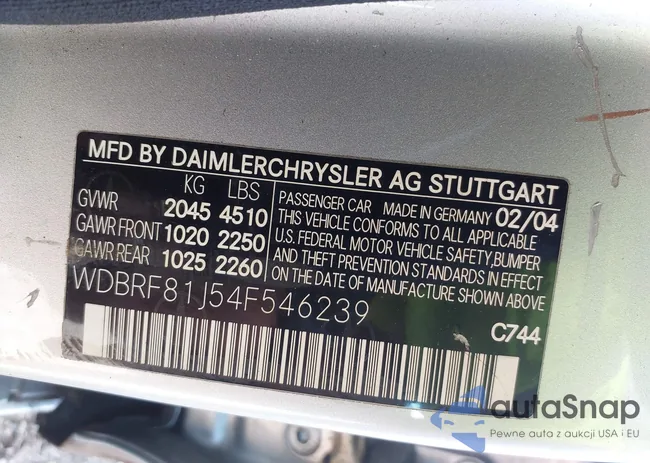 MFD BY DAIMLERCHRYSLER AG STUTTGART
KG LBS
GVWR 2045 4510
GAWR FRONT 1020 2250
GAWR REAR 1025 2260
PASSENGER CAR MADE IN GERMANY 02/04
THIS VEHICLE CONFORMS TO ALL APPLICABLE
U.S. FEDERAL MOTOR VEHICLE SAFETY,BUMPER
AND THEFT PREVENTION STANDARDS IN EFFECT
ON THE DATE OF MANUFACTURE SHOWN ABOVE
WDBRF81J54F546239
C744
autaSnap
Pewne auta z aukcji USA i EU